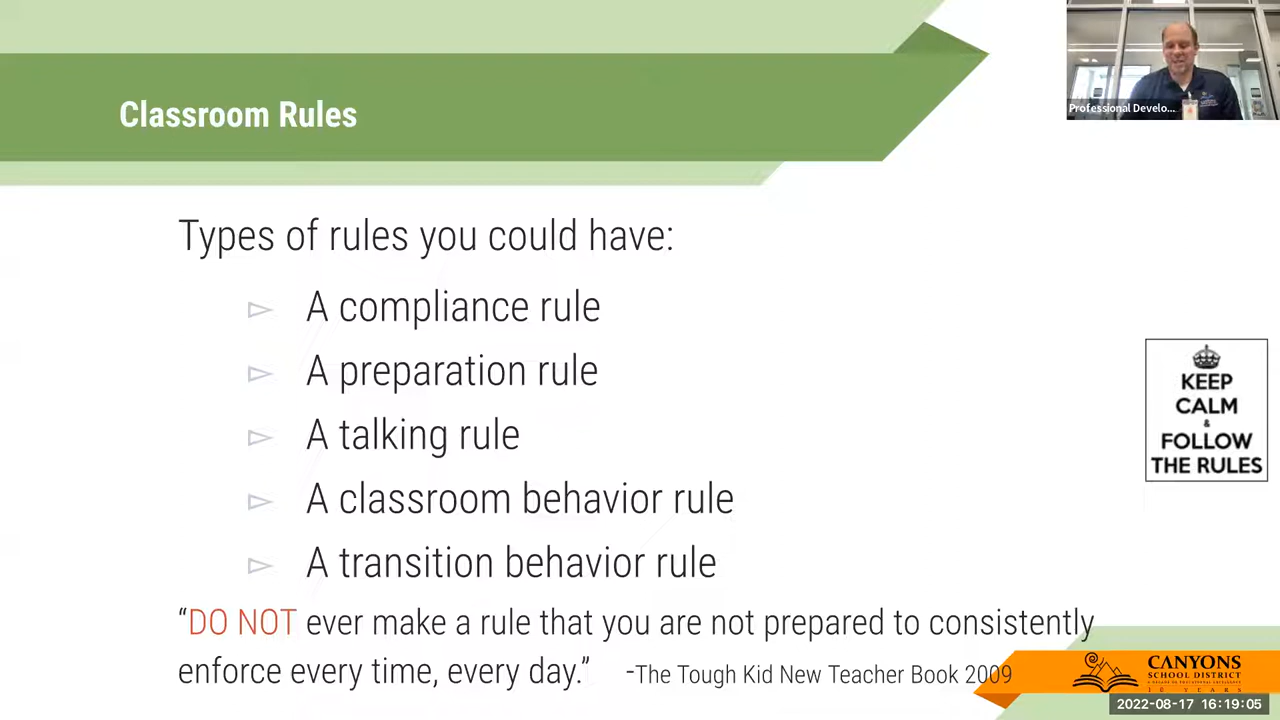 Classroom Rules
Professional Develo...
Types of rules you could have:
A compliance rule
A preparation rule
A talking rule
A classroom behavior rule
A transition behavior rule
KEEP
CALM
&
FOLLOW
THE RULES
“DO NOT ever make a rule that you are not prepared to consistently
enforce every time, every day.” -The Tough Kid New Teacher Book 2009
CANYONS
SCHOOL DISTRICT
10 YEARS
2022-08-17 16:19:05